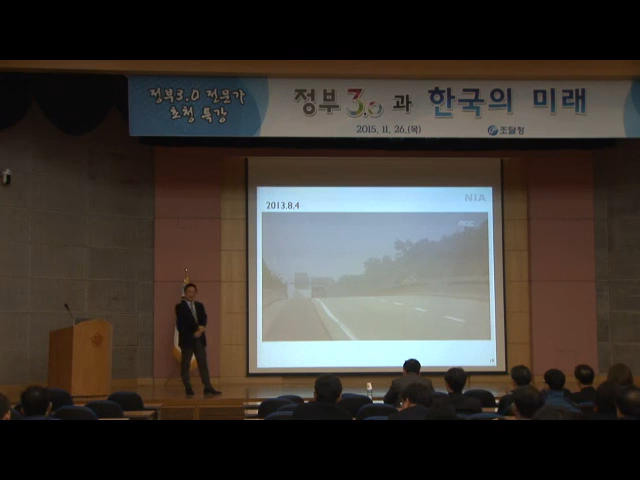 정부3.0 전문가
초청 특강
정부 3.0 과 한국의 미래
2015. 11. 26.(목)
조달청
NIA
2013.8.4
MBC